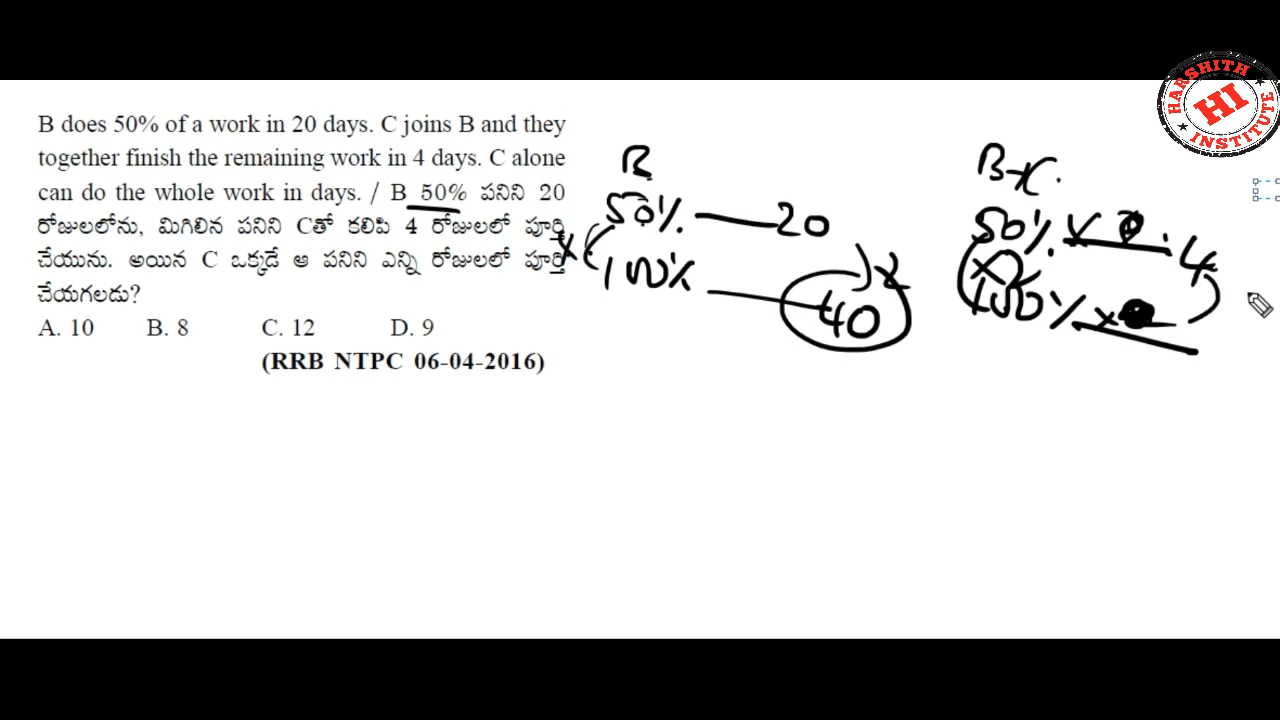 B does 50% of a work in 20 days. C joins B and they
together finish the remaining work in 4 days. C alone
can do the whole work in days. / B 50% పనిని 20
రోజులలోను, మిగిలిన పనిని Cతో కలిపి 4 రోజులలో పూర్తి
చేయును. అయిన C ఒక్కడే ఆ పనిని ఎన్ని రోజులలో పూర్తి
చేయగలడు?
A. 10 B. 8 C. 12 D. 9
(RRB NTPC 06-04-2016)
B
50% 20
100% 40
B+C
50% 4
100%
HARSHITH
HI
INSTITUTE